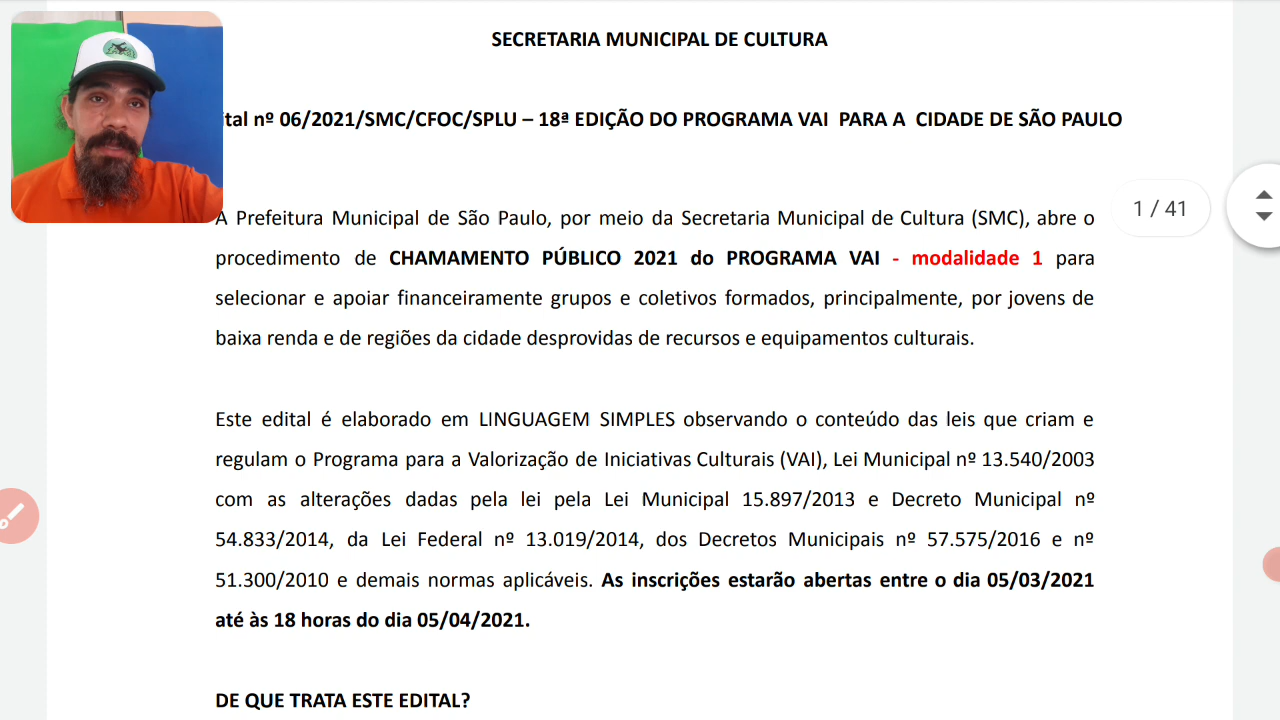 SECRETARIA MUNICIPAL DE CULTURA
ital nº 06/2021/SMC/CFOC/SPLU – 18ª EDIÇÃO DO PROGRAMA VAI PARA A CIDADE DE SÃO PAULO
A Prefeitura Municipal de São Paulo, por meio da Secretaria Municipal de Cultura (SMC), abre o
1 / 41
procedimento de CHAMAMENTO PÚBLICO 2021 do PROGRAMA VAI - modalidade 1 para
selecionar e apoiar financeiramente grupos e coletivos formados, principalmente, por jovens de
baixa renda e de regiões da cidade desprovidas de recursos e equipamentos culturais.
Este edital é elaborado em LINGUAGEM SIMPLES observando o conteúdo das leis que criam e
regulam o Programa para a Valorização de Iniciativas Culturais (VAI), Lei Municipal nº 13.540/2003
com as alterações dadas pela lei pela Lei Municipal 15.897/2013 e Decreto Municipal nº
54.833/2014, da Lei Federal nº 13.019/2014, dos Decretos Municipais nº 57.575/2016 e nº
51.300/2010 e demais normas aplicáveis. As inscrições estarão abertas entre o dia 05/03/2021
até às 18 horas do dia 05/04/2021.
DE QUE TRATA ESTE EDITAL?